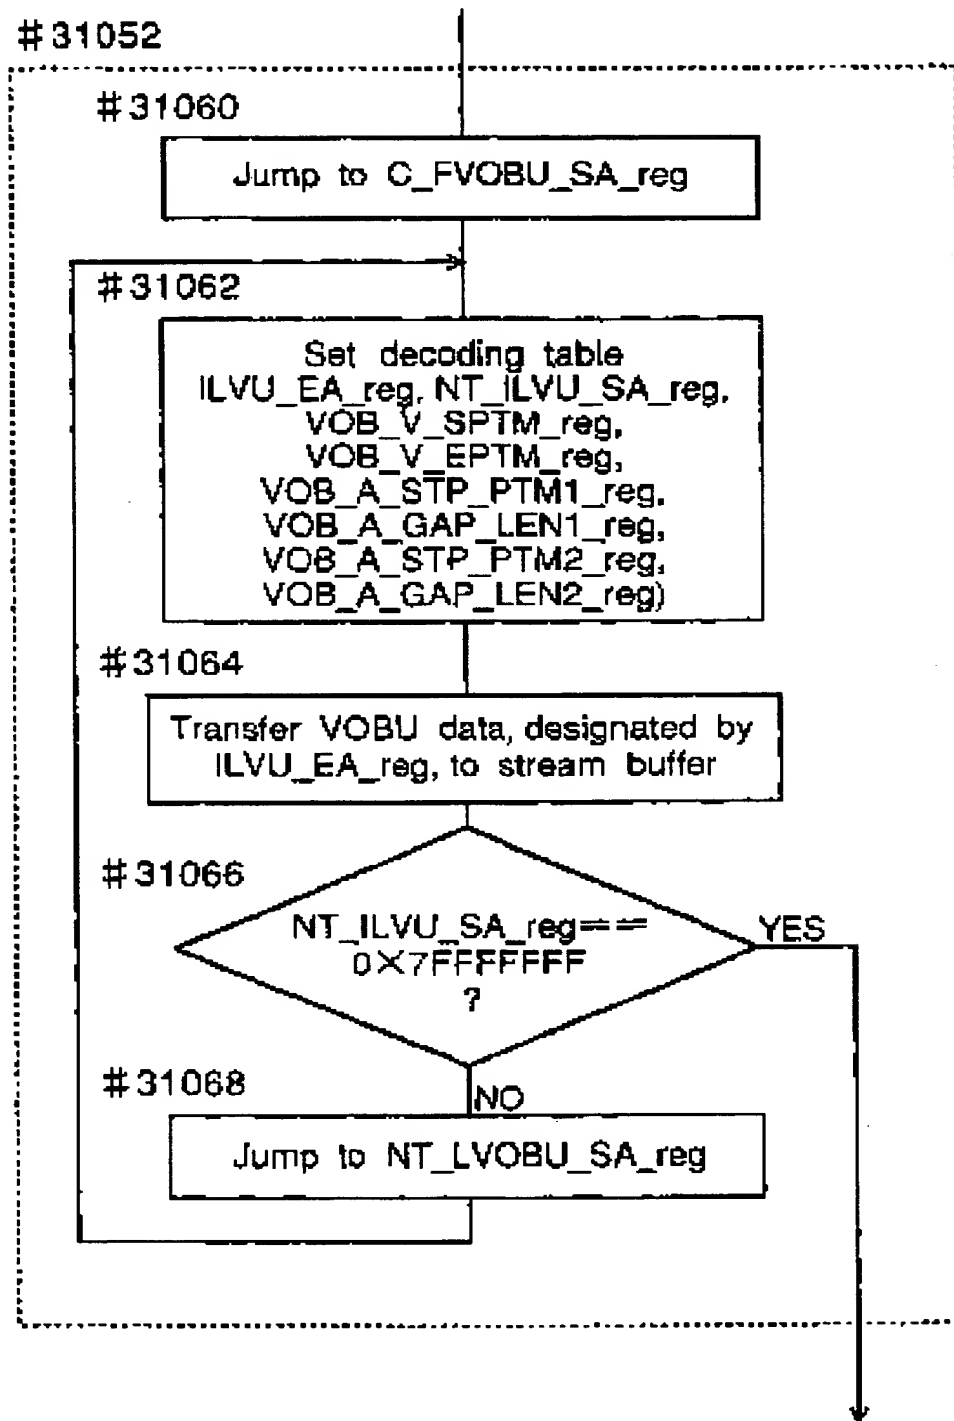 #31052
#31060
Jump to C_FVOBU_SA_reg
#31062
Set decoding table
ILVU_EA_reg, NT_ILVU_SA_reg,
VOB_V_SPTM_reg,
VOB_V_EPTM_reg,
VOB_A_STP_PTM1_reg,
VOB_A_GAP_LEN1_reg,
VOB_A_STP_PTM2_reg,
VOB_A_GAP_LEN2_reg)
#31064
Transfer VOBU data, designated by
ILVU_EA_reg, to stream buffer
#31066
NT_ILVU_SA_reg==
0X7FFFFFFF
?
YES
#31068
NO
Jump to NT_LVOBU_SA_reg